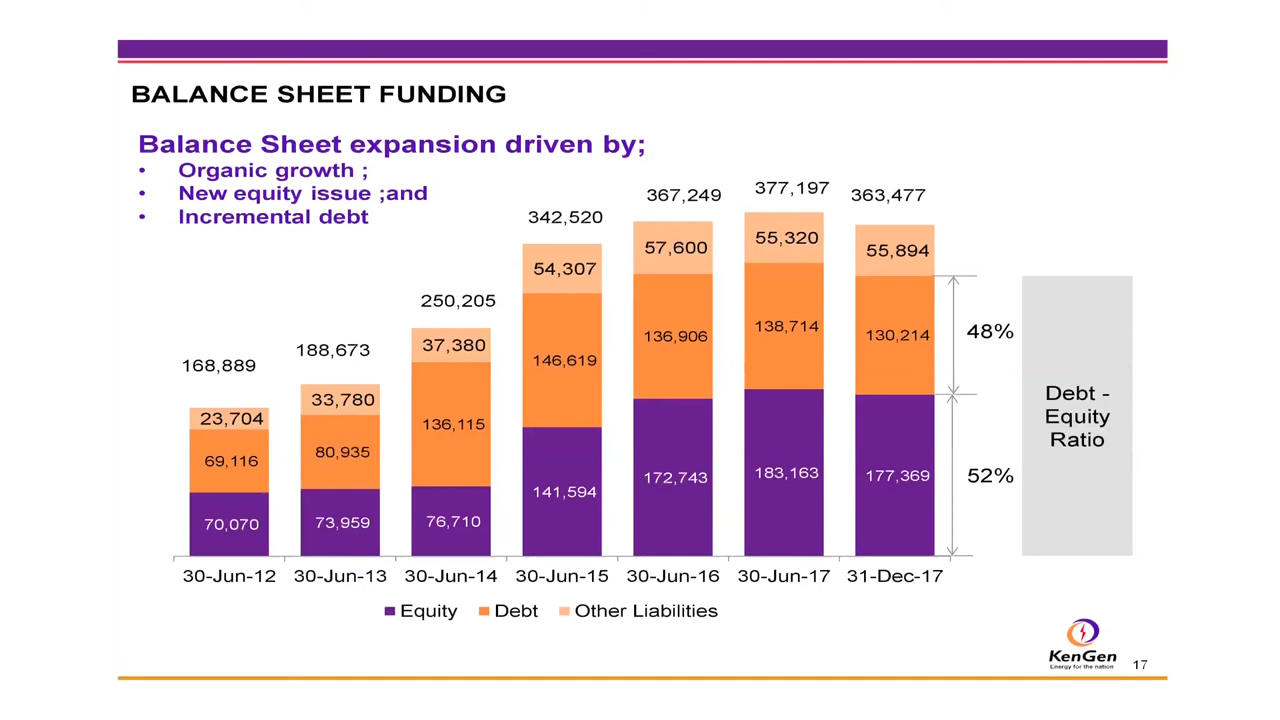 BALANCE SHEET FUNDING
Balance Sheet expansion driven by;
• Organic growth ;
• New equity issue ;and
• Incremental debt
168,889
188,673
250,205
342,520
367,249
377,197
363,477
23,704
33,780
37,380
54,307
57,600
55,320
55,894
69,116
80,935
136,115
146,619
136,906
138,714
130,214
70,070
73,959
76,710
141,594
172,743
183,163
177,369
48%
52%
Debt -
Equity
Ratio
30-Jun-12 30-Jun-13 30-Jun-14 30-Jun-15 30-Jun-16 30-Jun-17 31-Dec-17
Equity Debt Other Liabilities
KenGen
Energy for the nation
17